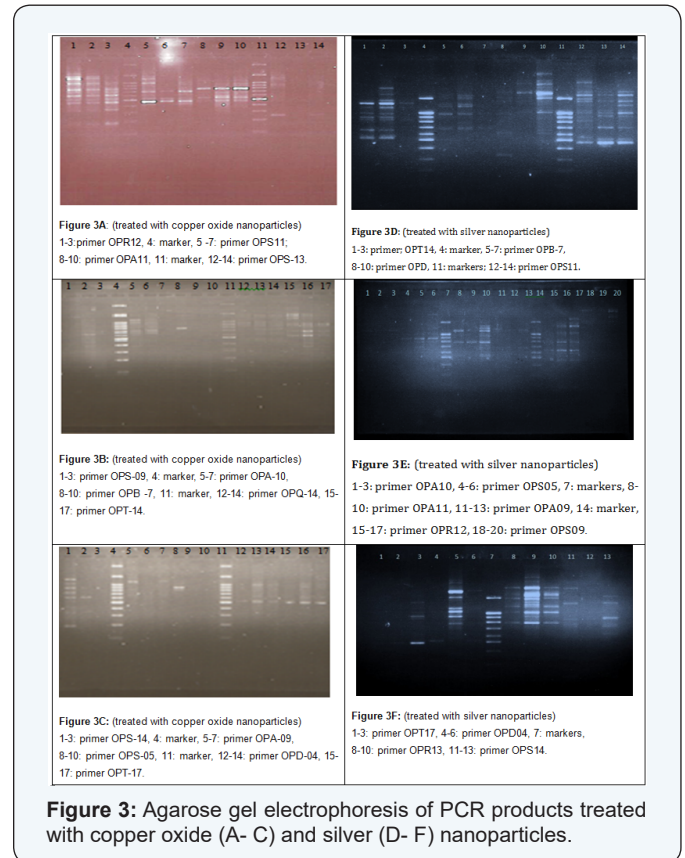 1 2 3 4 5 6 7 8 9 10 11 12 13 14
Figure 3A: (treated with copper oxide nanoparticles)
1-3:primer OPR12, 4: marker, 5 -7: primer OPS11;
8-10: primer OPA11, 11: marker, 12-14: primer OPS-13.
1 2 3 4 5 6 7 8 9 10 11 12 13 14
Figure 3D: (treated with silver nanoparticles)
1-3: primer; OPT14, 4: marker, 5-7: primer OPB-7,
8-10: primer OPD, 11: markers; 12-14: primer OPS11.
1 2 3 4 5 6 7 8 9 10 11 12 13 14 15 16 17
Figure 3B: (treated with copper oxide nanoparticles)
1-3: primer OPS-09, 4: marker, 5-7: primer OPA-10,
8-10: primer OPB -7, 11: marker, 12-14: primer OPQ-14, 15-
17: primer OPT-14.
1 2 3 4 5 6 7 8 9 10 11 12 13 14 15 16 17 18 19 20
Figure 3E: (treated with silver nanoparticles)
1-3: primer OPA10, 4-6: primer OPS05, 7: markers, 8-
10: primer OPA11, 11-13: primer OPA09, 14: marker,
15-17: primer OPR12, 18-20: primer OPS09.
1 2 3 4 5 6 7 8 9 10 11 12 13 14 15 16 17
Figure 3C: (treated with copper oxide nanoparticles)
1-3: primer OPS-14, 4: marker, 5-7: primer OPA-09,
8-10: primer OPS-05, 11: marker, 12-14: primer OPD-04, 15-
17: primer OPT-17.
1 2 3 4 5 6 7 8 9 10 11 12 13
Figure 3F: (treated with silver nanoparticles)
1-3: primer OPT17, 4-6: primer OPD04, 7: markers,
8-10: primer OPR13, 11-13: primer OPS14.
Figure 3: Agarose gel electrophoresis of PCR products treated
with copper oxide (A- C) and silver (D- F) nanoparticles.